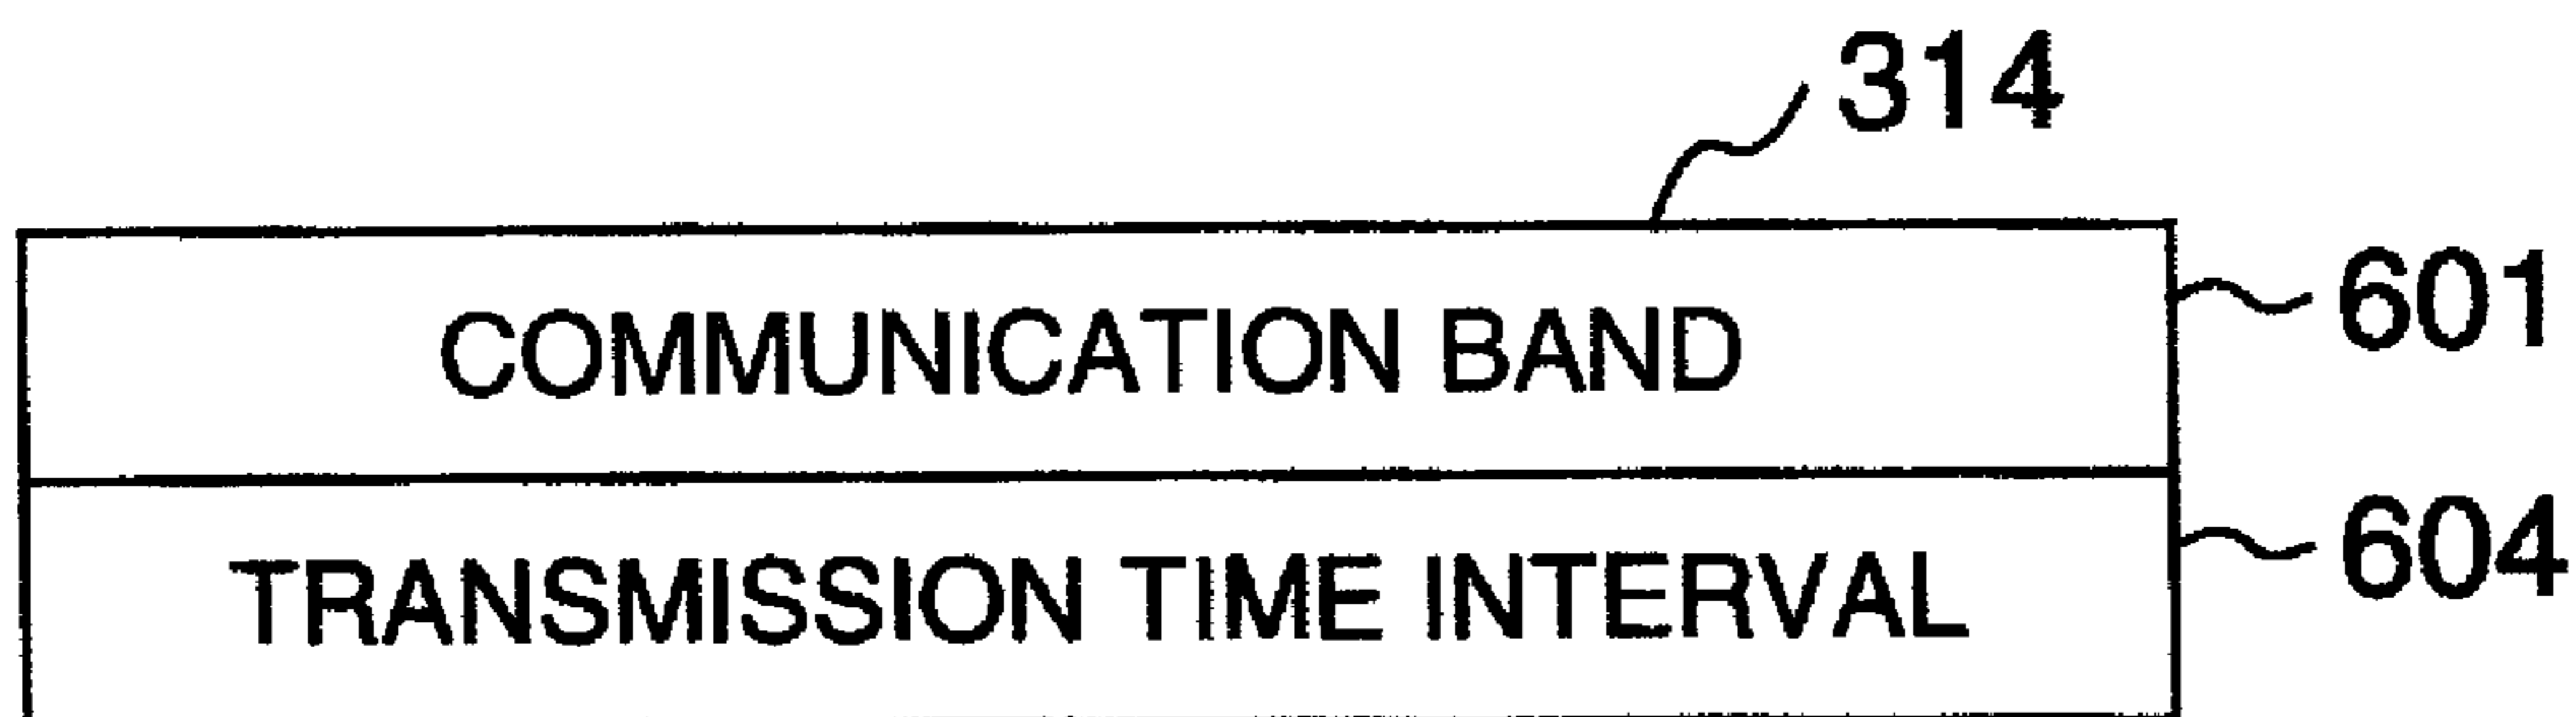 314
COMMUNICATION BAND 601
TRANSMISSION TIME INTERVAL 604